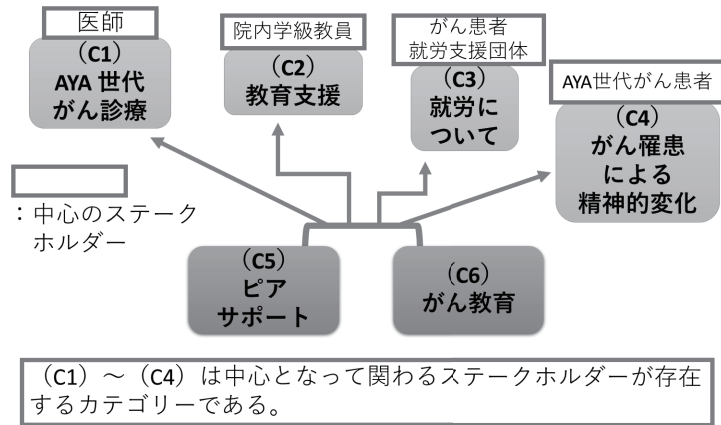 医師
（C1）
AYA 世代
がん診療
院内学級教員
（C2）
教育支援
がん患者
就労支援団体
（C3）
就労に
ついて
AYA世代がん患者
（C4）
がん罹患
による
精神的変化
：中心のステーク
ホルダー
（C5）
ピア
サポート
（C6）
がん教育
（C1）～（C4）は中心となって関わるステークホルダーが存在
するカテゴリーである。